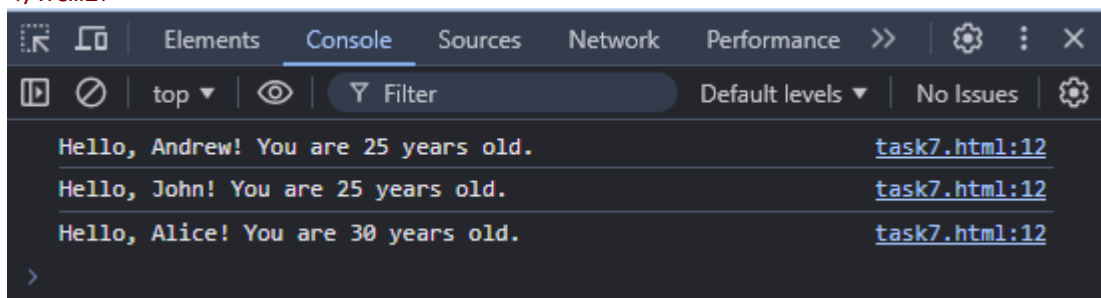 Elements Console Sources Network Performance
top Filter Default levels No Issues
Hello, Andrew! You are 25 years old. task7.html:12
Hello, John! You are 25 years old. task7.html:12
Hello, Alice! You are 30 years old. task7.html:12